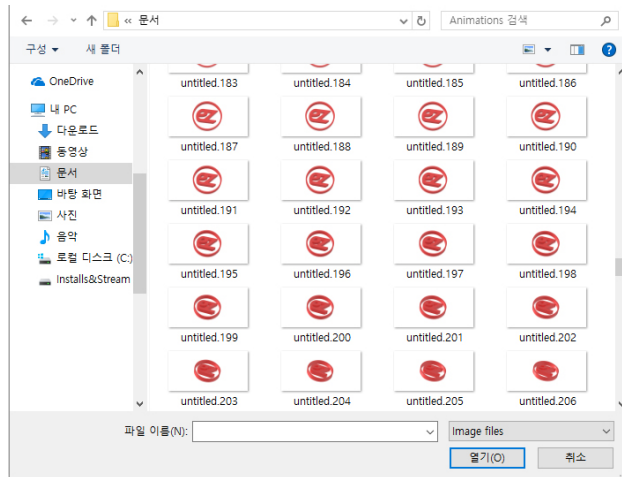 « 문서
Animations 검색
구성 새 폴더
OneDrive
내 PC
다운로드
동영상
문서
바탕 화면
사진
음악
로컬 디스크 (C:)
Installs&Stream
untitled.183 untitled.184 untitled.185 untitled.186
untitled.187 untitled.188 untitled.189 untitled.190
untitled.191 untitled.192 untitled.193 untitled.194
untitled.195 untitled.196 untitled.197 untitled.198
untitled.199 untitled.200 untitled.201 untitled.202
untitled.203 untitled.204 untitled.205 untitled.206
파일 이름(N):
Image files
열기(O) 취소